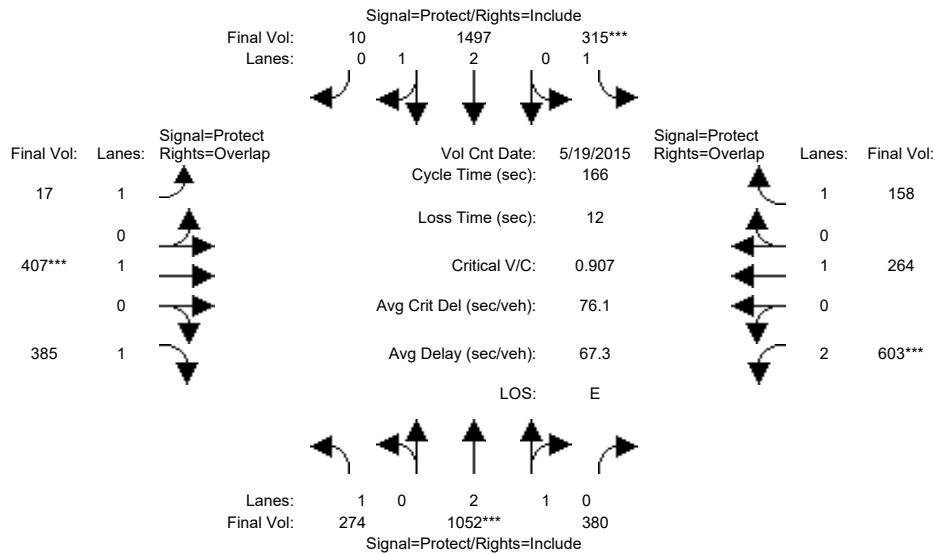 Signal=Protect/Rights=Include
Final Vol: 10 1497 315***
Lanes: 0 1 2 0 1
Signal=Protect
Final Vol: Lanes: Rights=Overlap
Vol Cnt Date: 5/19/2015
Signal=Protect
Rights=Overlap Lanes: Final Vol:
Cycle Time (sec): 166
17 1
1 158
Loss Time (sec): 12
0
0
407*** 1
Critical V/C: 0.907
1 264
0
Avg Crit Del (sec/veh): 76.1
0
385 1
Avg Delay (sec/veh): 67.3
2 603***
LOS: E
Lanes: 1 0 2 1 0
Final Vol: 274 1052*** 380
Signal=Protect/Rights=Include